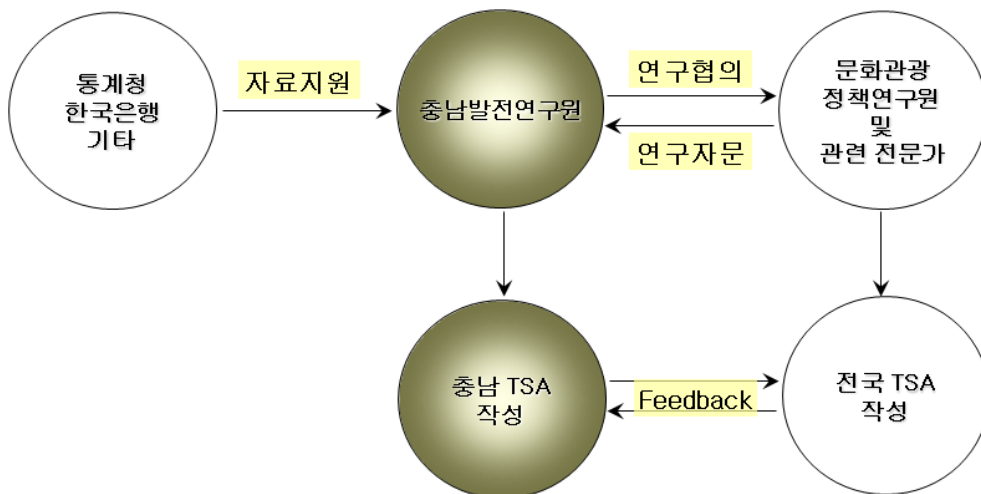 통계청
한국은행
기타
자료지원
충남발전연구원
연구협의
연구자문
문화관광
정책연구원
및
관련 전문가
충남 TSA
작성
Feedback
전국 TSA
작성